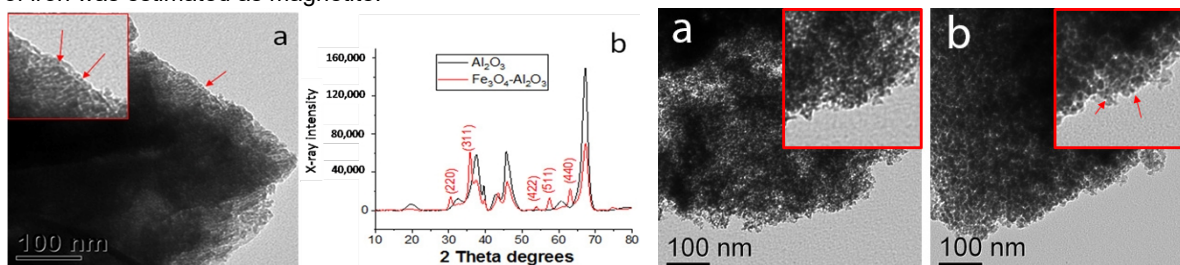 of iron was estimated as magnetite.
a
100 nm
b
X-ray intensity
160,000
120,000
80,000
40,000
0
Al2O3
Fe3O4-Al2O3
(220)
(311)
(422)
(511)
(440)
10 20 30 40 50 60 70 80
2 Theta degrees
a
100 nm
b
100 nm